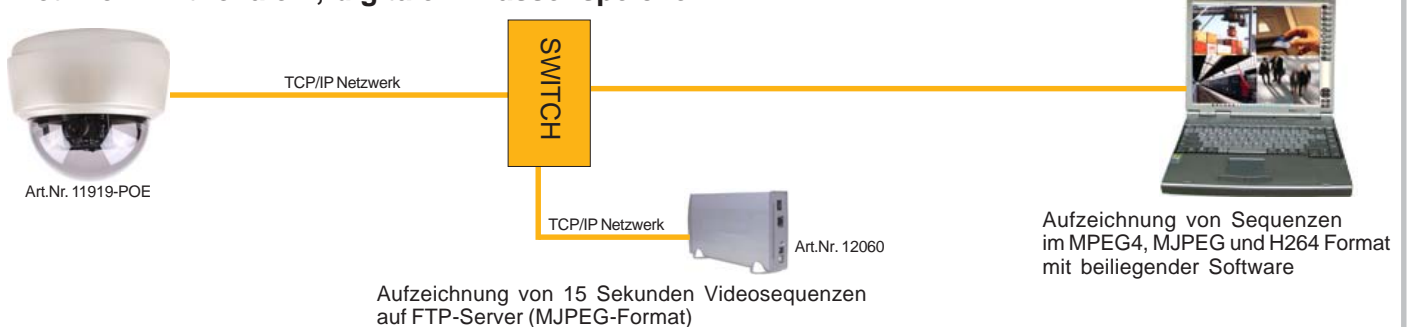 TCP/IP Netzwerk
SWITCH
Art.Nr. 11919-POE
TCP/IP Netzwerk
Art.Nr. 12060
Aufzeichnung von Sequenzen
im MPEG4, MJPEG und H264 Format
mit beiliegender Software
Aufzeichnung von 15 Sekunden Videosequenzen
auf FTP-Server (MJPEG-Format)